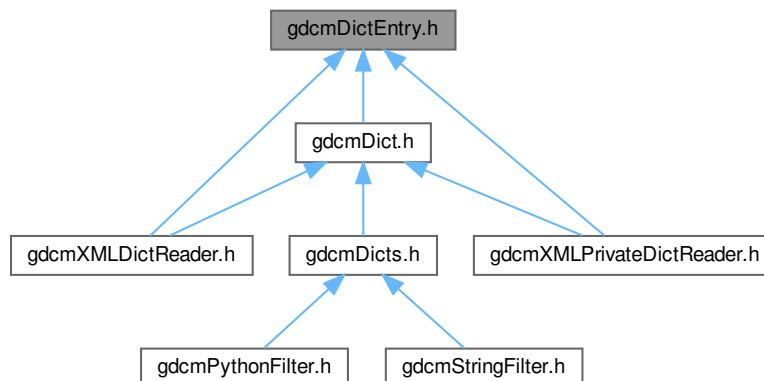 gdcmDictEntry.h
gdcmDict.h
gdcmXMLDictReader.h
gdcmDicts.h
gdcmXMLPrivateDictReader.h
gdcmPythonFilter.h
gdcmStringFilter.h